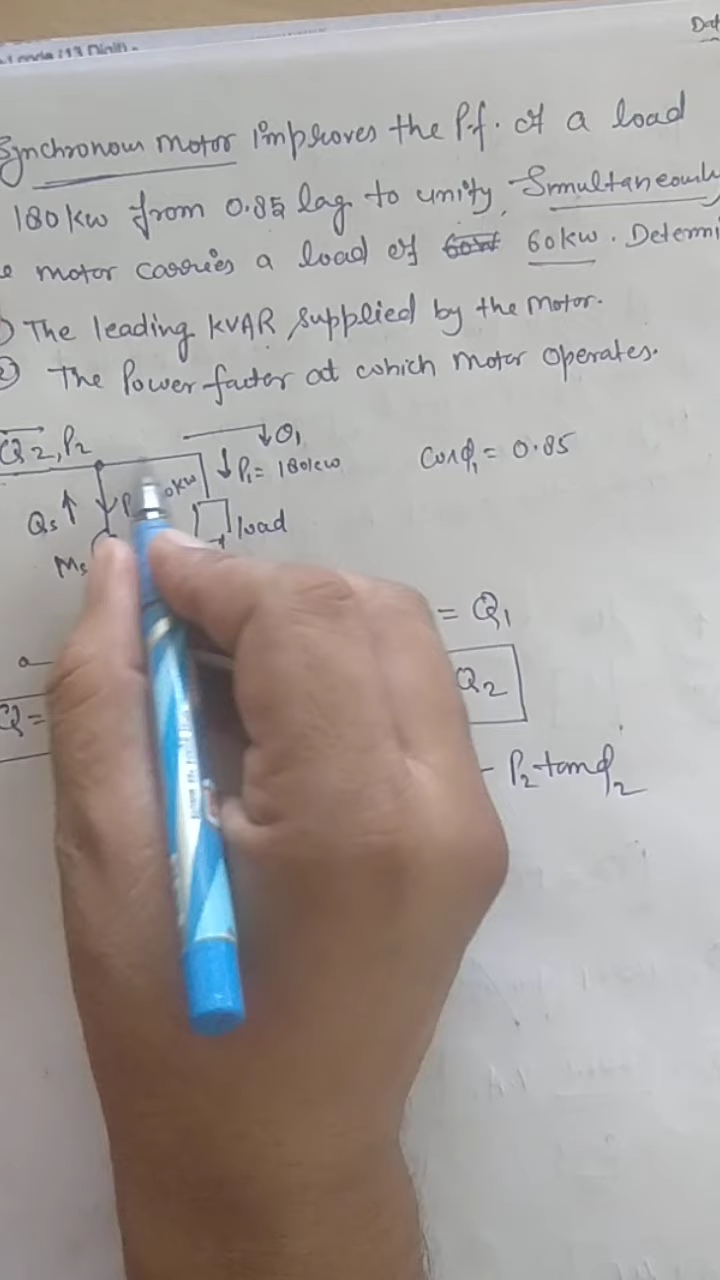 Synchronous motor improves the P.f. of a load
180kw from 0.85 lag to unity. Simultaneously
motor carries a load of 60kw. Determi
The leading KVAR supplied by the motor.
The Power factor at which motor operates.
Q2, P2
Q1
P1 = 180kw
Cosφ1 = 0.85
Qs
load
Ms
= Q1
Q2
Q=
- P2 tanφ2